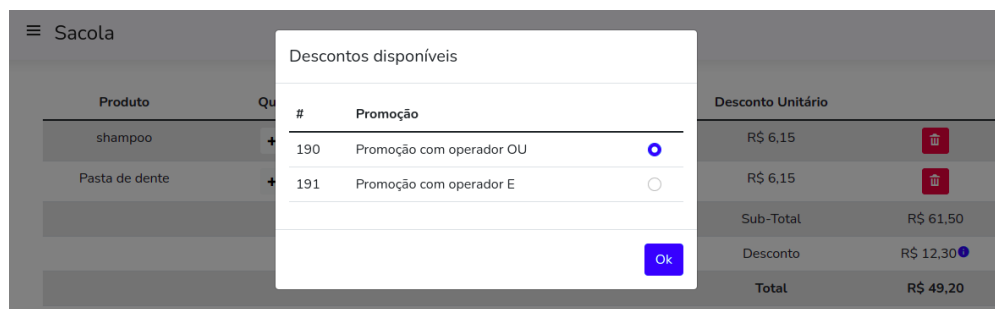 Sacola
Descontos disponíveis
Produto Qu # Promoção Desconto Unitário
shampoo + 190 Promoção com operador OU R$ 6,15
Pasta de dente + 191 Promoção com operador E R$ 6,15
Sub-Total R$ 61,50
Ok Desconto R$ 12,30
Total R$ 49,20